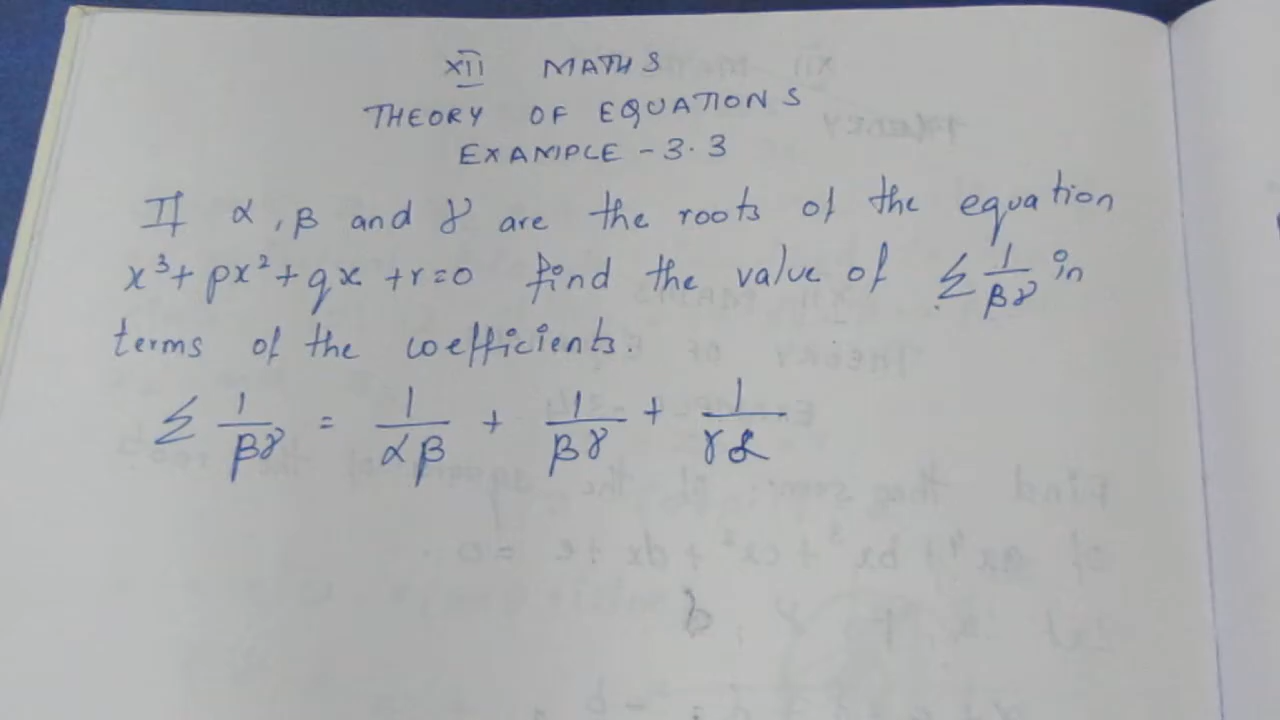 XII MATHS
THEORY OF EQUATIONS
EXAMPLE - 3.3
If α, β and γ are the roots of the equation
x³ + px² + qx + r = 0 find the value of Σ 1/βγ in
terms of the coefficients.
Σ 1/βγ = 1/αβ + 1/βγ + 1/γα